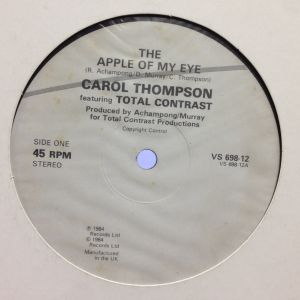 THE
APPLE OF MY EYE
(R. Achampong/D. Murray/C. Thompson)
CAROL THOMPSON
featuring TOTAL CONTRAST
Produced by Achampong/Murray
for Total Contrast Productions
Copyright Control
SIDE ONE
45 RPM
STEREO
VS 698-12
VS-698-12A
℗ 1984
Records Ltd
© 1984
Records Ltd
Manufactured
in the UK